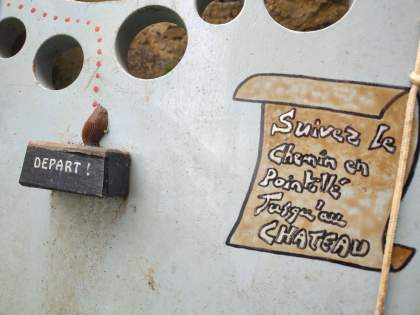 DEPART !
Suivez le
Chemin en
Pointillé
Jusqu'au
CHATEAU